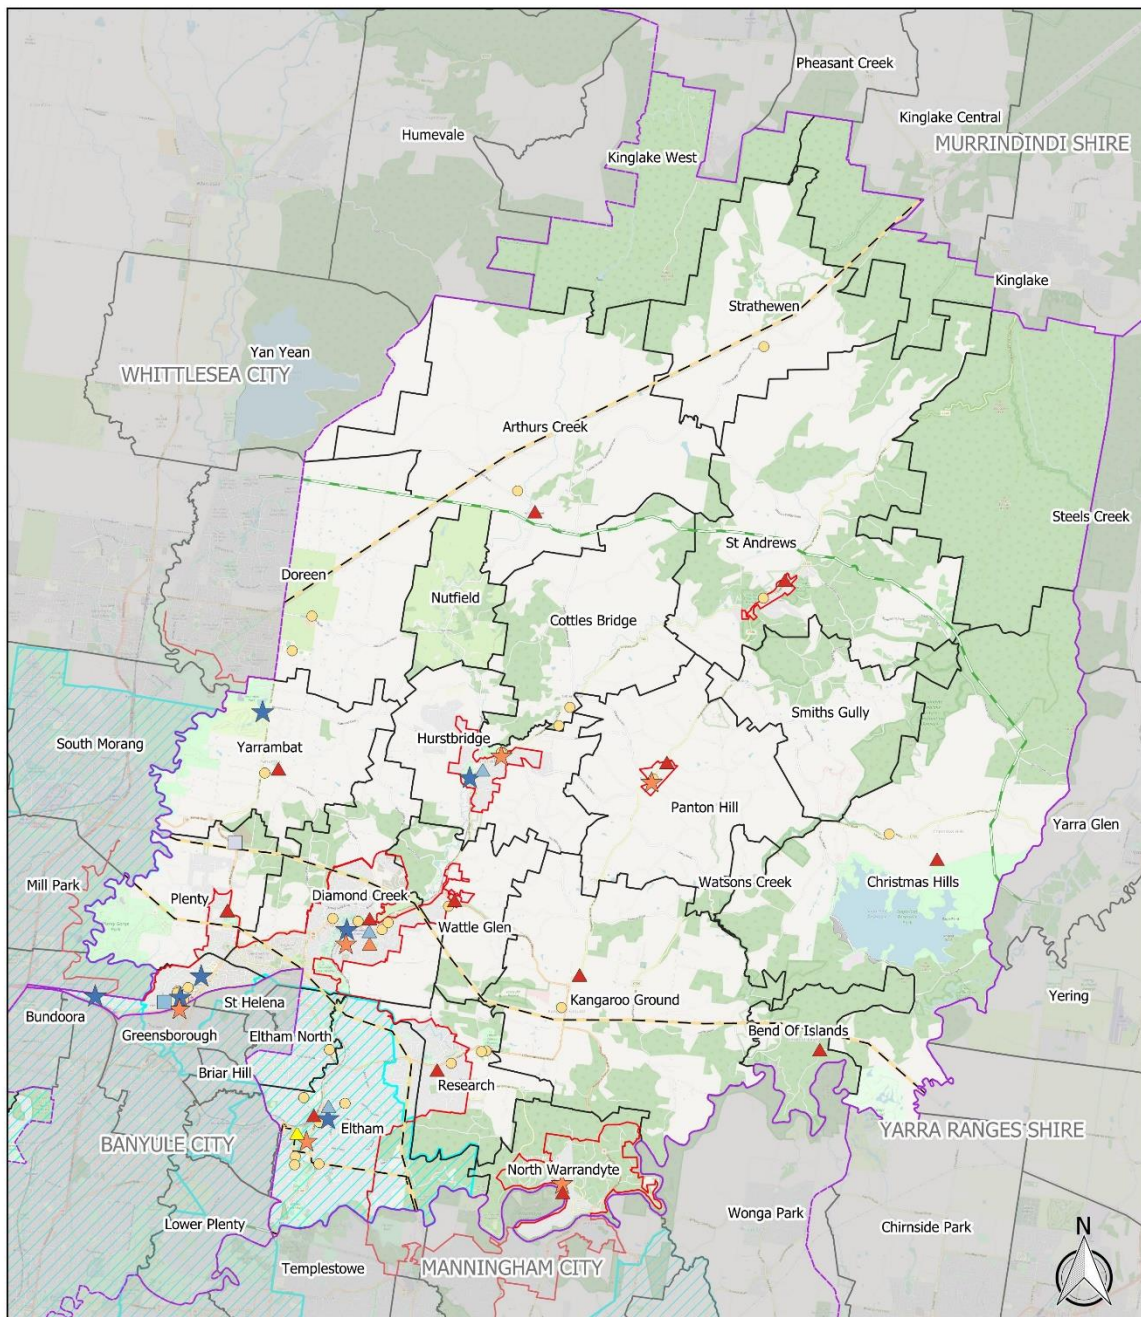 Pheasant Creek
Kinglake Central
Humevale
MURRINDINDI SHIRE
Kinglake West
Kinglake
Strathewen
Yan Yean
WHITTLESEA CITY
Arthurs Creek
Steels Creek
St Andrews
Doreen
Nutfield
Cottles Bridge
Smiths Gully
Hurstbridge
South Morang
Yarrambat
Panton Hill
Yarra Glen
Watsons Creek
Christmas Hills
Mill Park
Plenty
Diamond Creek
Wattle Glen
Yering
Kangaroo Ground
St Helena
Bundoora
Bend Of Islands
Greensborough
Eltham North
Briar Hill
Research
Eltham
BANYULE CITY
YARRA RANGES SHIRE
North Warrandyte
Wonga Park
Lower Plenty
Chirnside Park
N
Templestowe
MANNINGHAM CITY